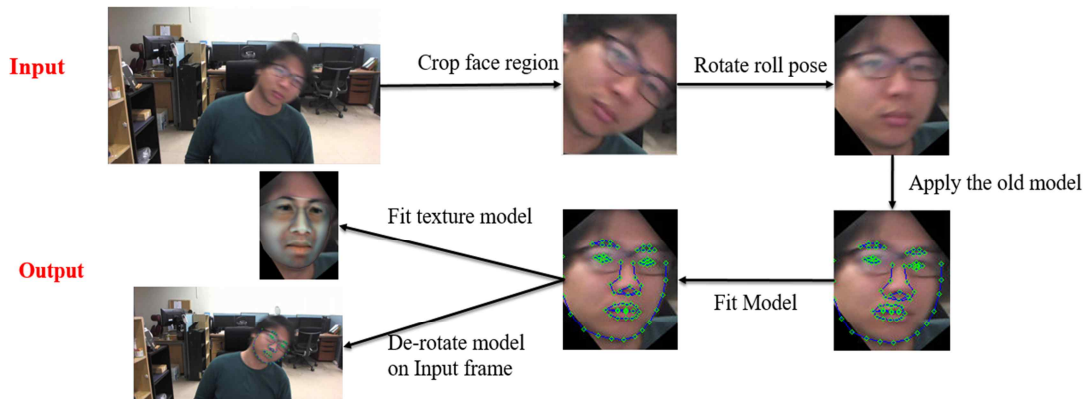 Input
Crop face region
Rotate roll pose
Apply the old model
Fit texture model
Output
Fit Model
De-rotate model
on Input frame